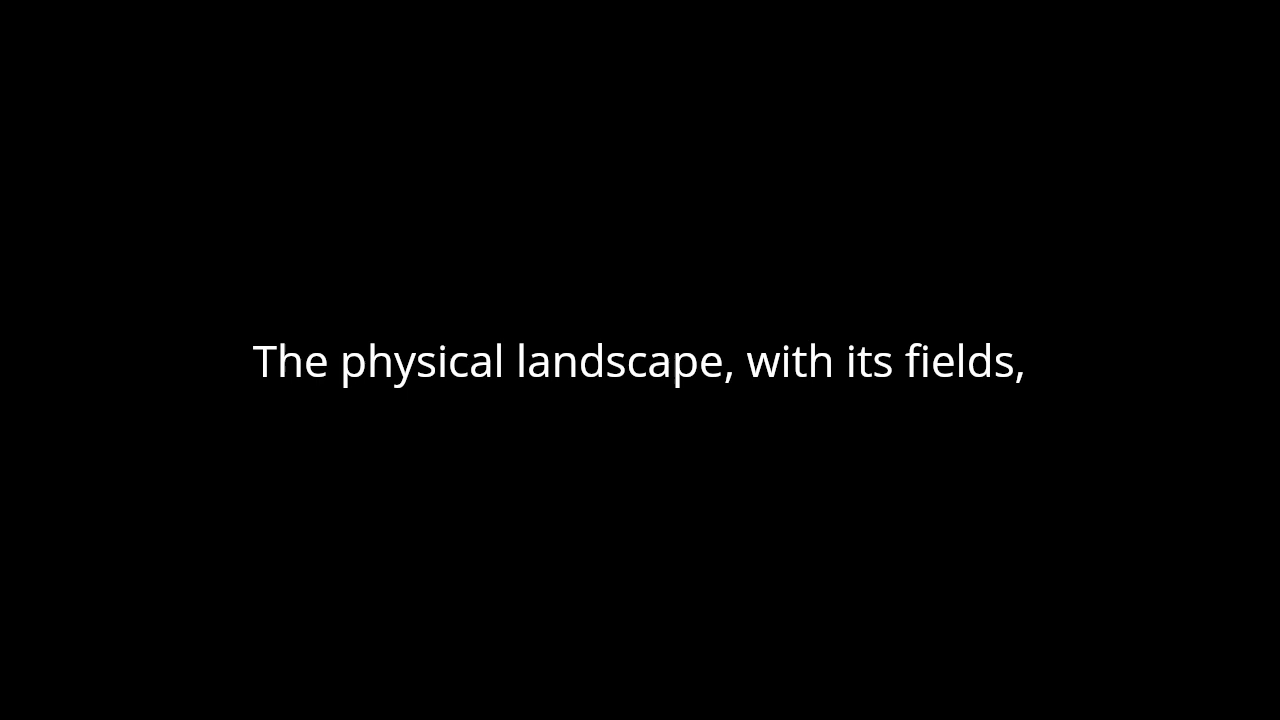 The physical landscape, with its fields,